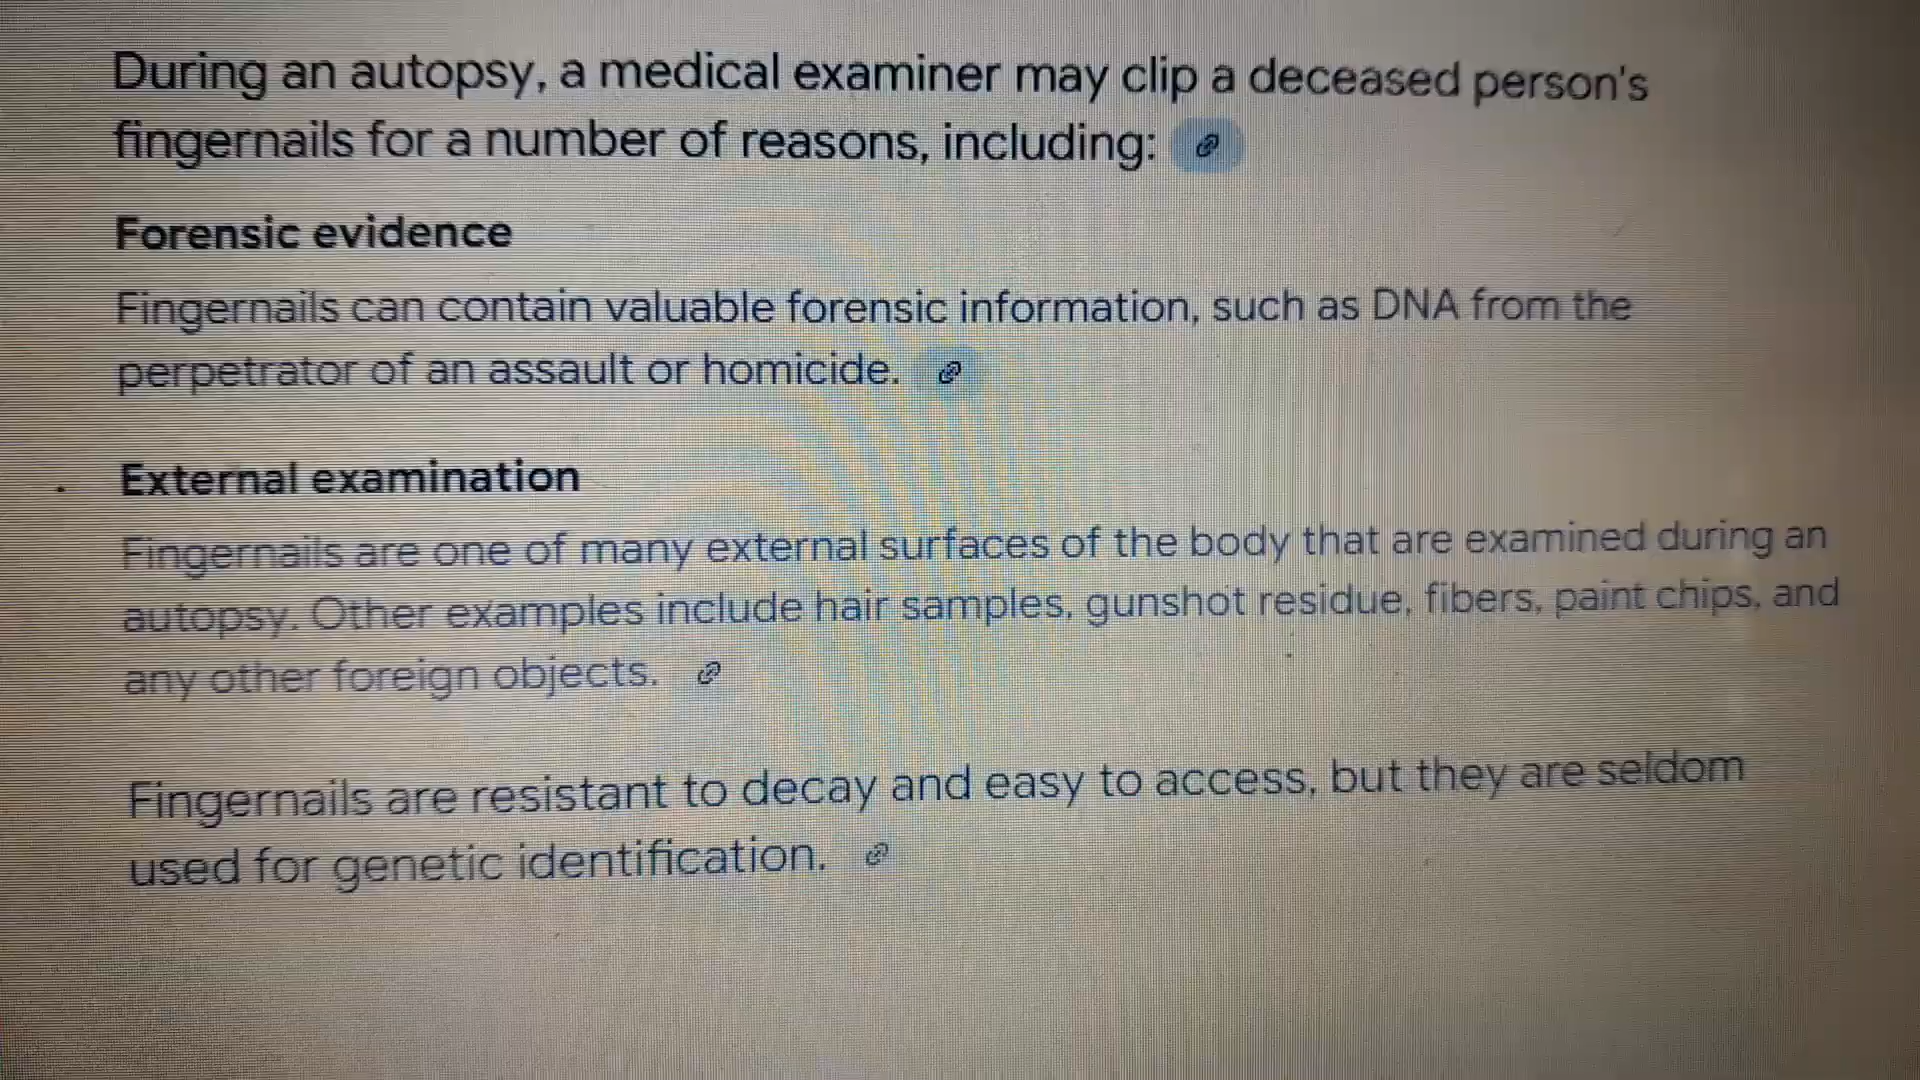 During an autopsy, a medical examiner may clip a deceased person's
fingernails for a number of reasons, including:
Forensic evidence
Fingernails can contain valuable forensic information, such as DNA from the
perpetrator of an assault or homicide.
External examination
Fingernails are one of many external surfaces of the body that are examined during an
autopsy. Other examples include hair samples, gunshot residue, fibers, paint chips, and
any other foreign objects.
Fingernails are resistant to decay and easy to access, but they are seldom
used for genetic identification.